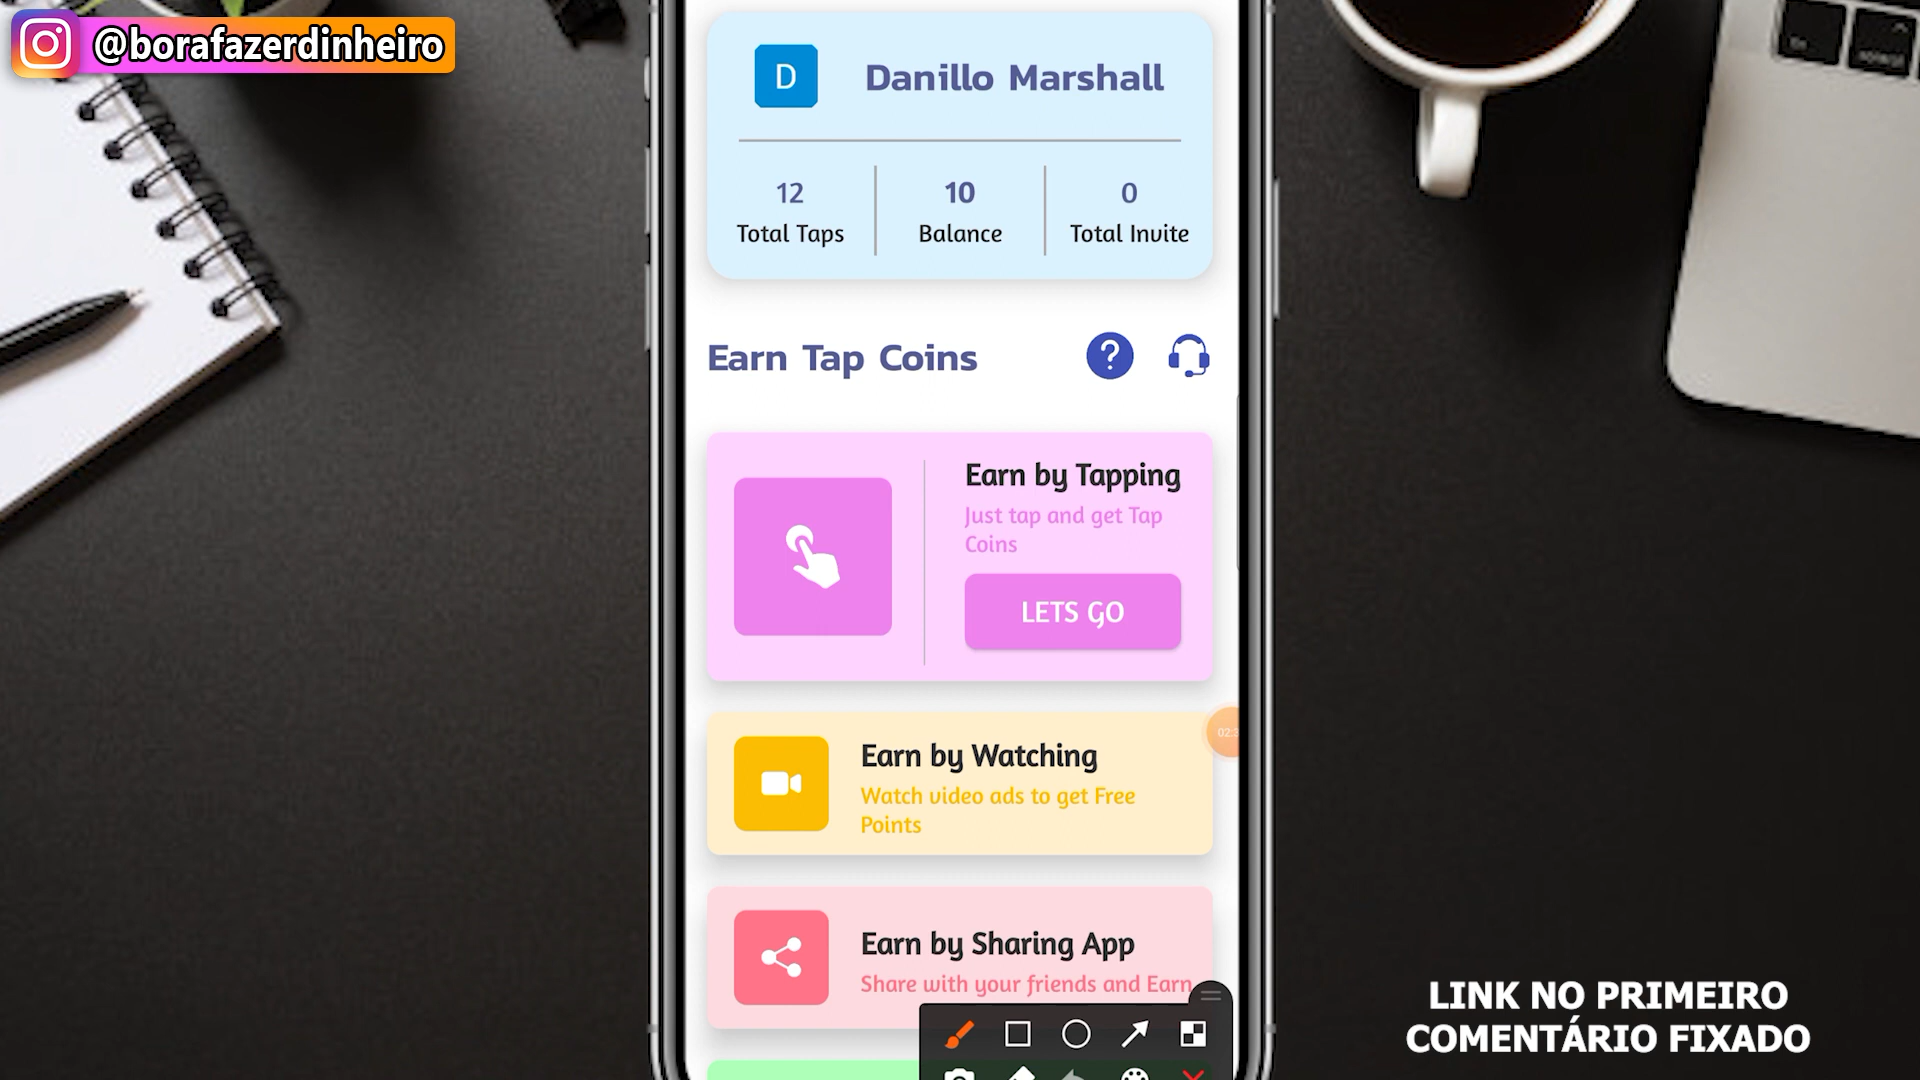 @borafazerdinheiro
D
Danillo Marshall
12
10
0
Total Taps
Balance
Total Invite
Earn Tap Coins
?
Earn by Tapping
Just tap and get Tap
Coins
LETS GO
Earn by Watching
Watch video ads to get Free
Points
Earn by Sharing App
Share with your friends and Earn
LINK NO PRIMEIRO
COMENTÁRIO FIXADO